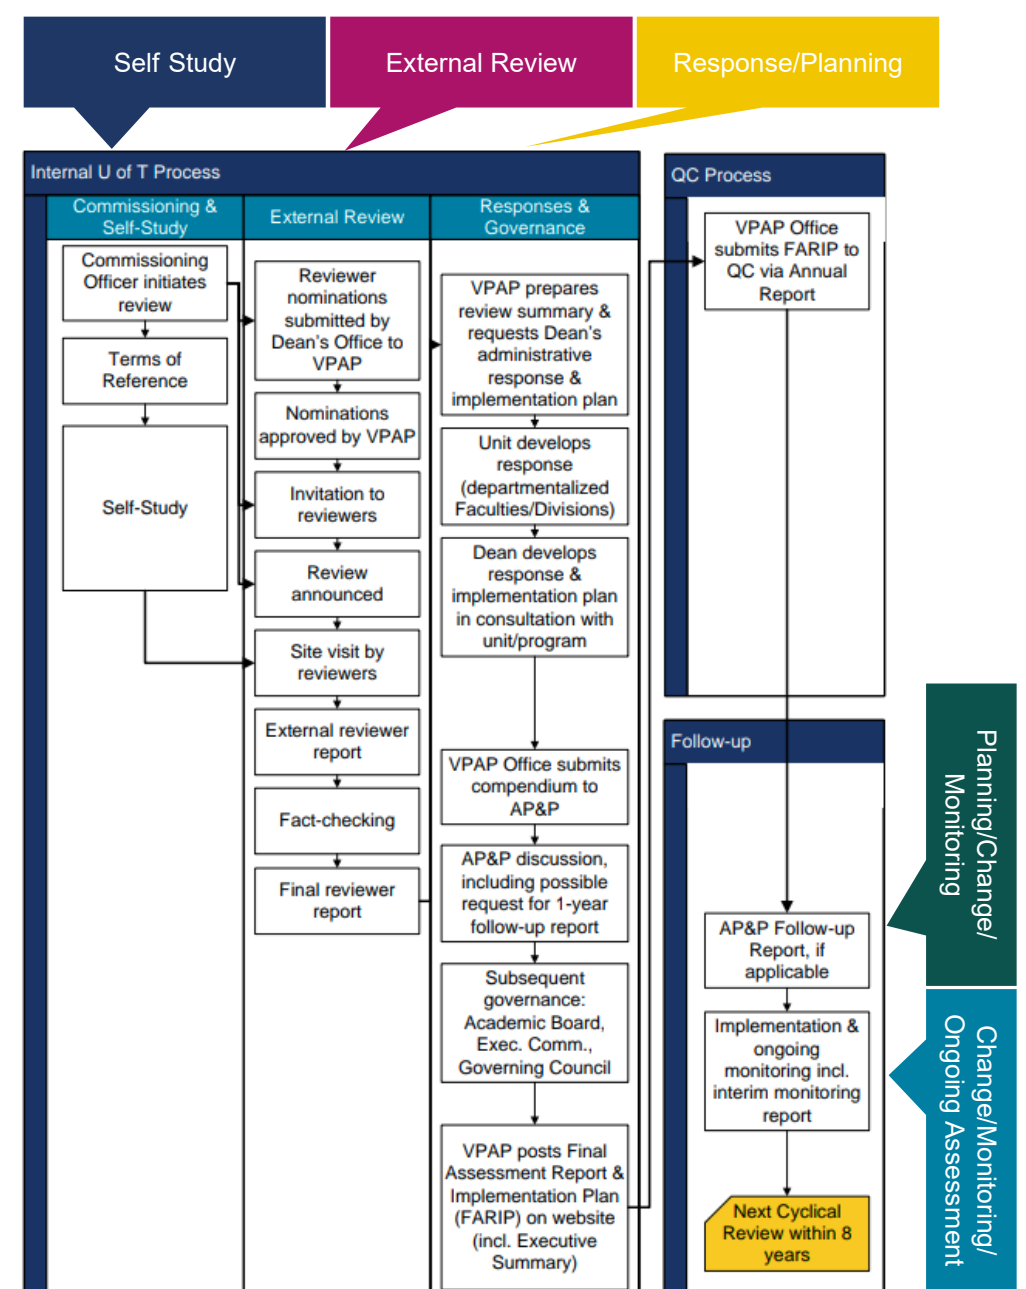 Self Study
External Review
Response/Planning
Internal U of T Process
Commissioning &
Self-Study
Commissioning
Officer initiates
review
Terms of
Reference
Self-Study
External Review
Reviewer
nominations
submitted by
Dean's Office to
VPAP
Nominations
approved by VPAP
Invitation to
reviewers
Review
announced
Site visit by
reviewers
External reviewer
report
Fact-checking
Final reviewer
report
Responses &
Governance
VPAP prepares
review summary &
requests Dean's
administrative
response &
implementation plan
Unit develops
response
(departmentalized
Faculties/Divisions)
Dean develops
response &
implementation plan
in consultation with
unit/program
VPAP Office submits
compendium to
AP&P
AP&P discussion,
including possible
request for 1-year
follow-up report
Subsequent
governance:
Academic Board,
Exec. Comm.,
Governing Council
VPAP posts Final
Assessment Report &
Implementation Plan
(FARIP) on website
(incl. Executive
Summary)
QC Process
VPAP Office
submits FARIP to
QC via Annual
Report
Follow-up
AP&P Follow-up
Report, if
applicable
Implementation &
ongoing
monitoring incl.
interim monitoring
report
Next Cyclical
Review within 8
years
Planning/Change/
Monitoring
Change/Monitoring/
Ongoing Assessment